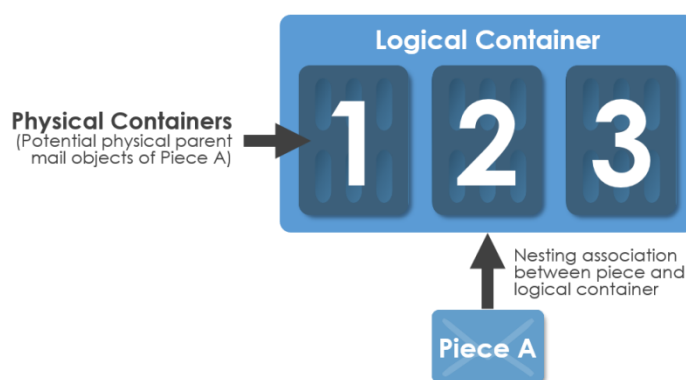 Logical Container
1 2 3
Physical Containers
(Potential physical parent
mail objects of Piece A)
Nesting association
between piece and
logical container
Piece A